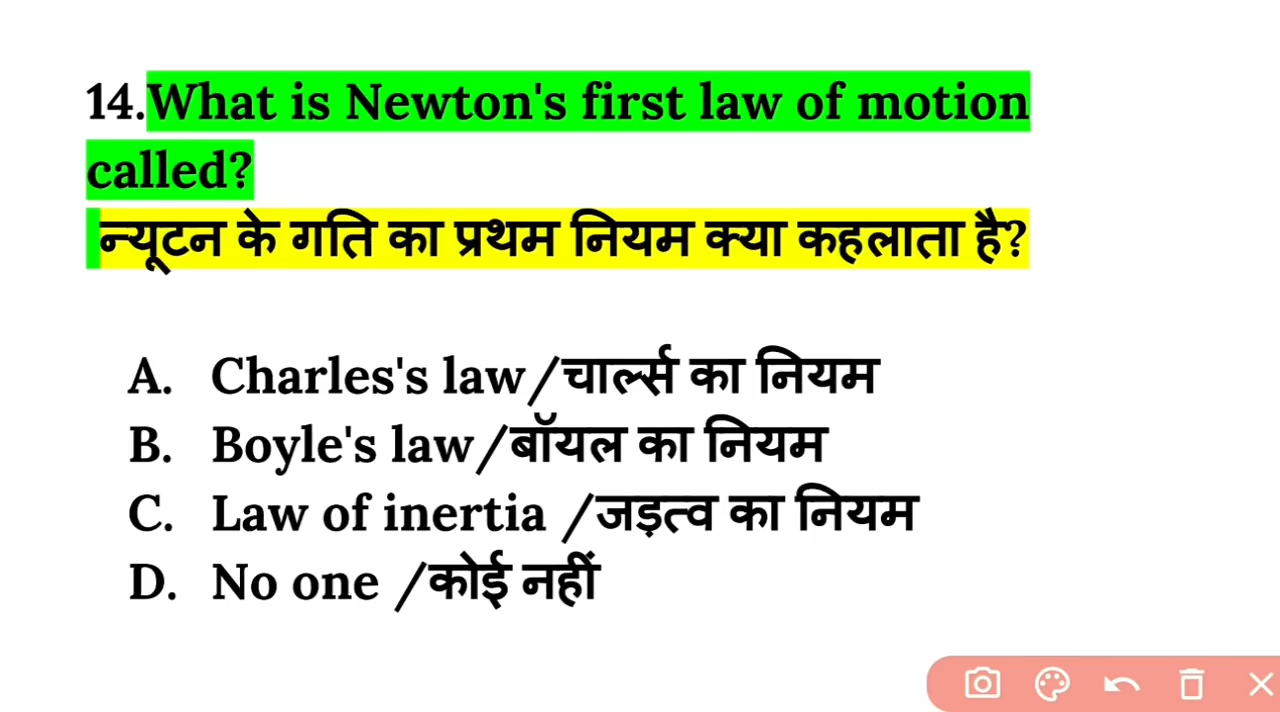 14.What is Newton's first law of motion
called?
न्यूटन के गति का प्रथम नियम क्या कहलाता है?
A. Charles's law/चार्ल्स का नियम
B. Boyle's law/बॉयल का नियम
C. Law of inertia /जड़त्व का नियम
D. No one /कोई नहीं